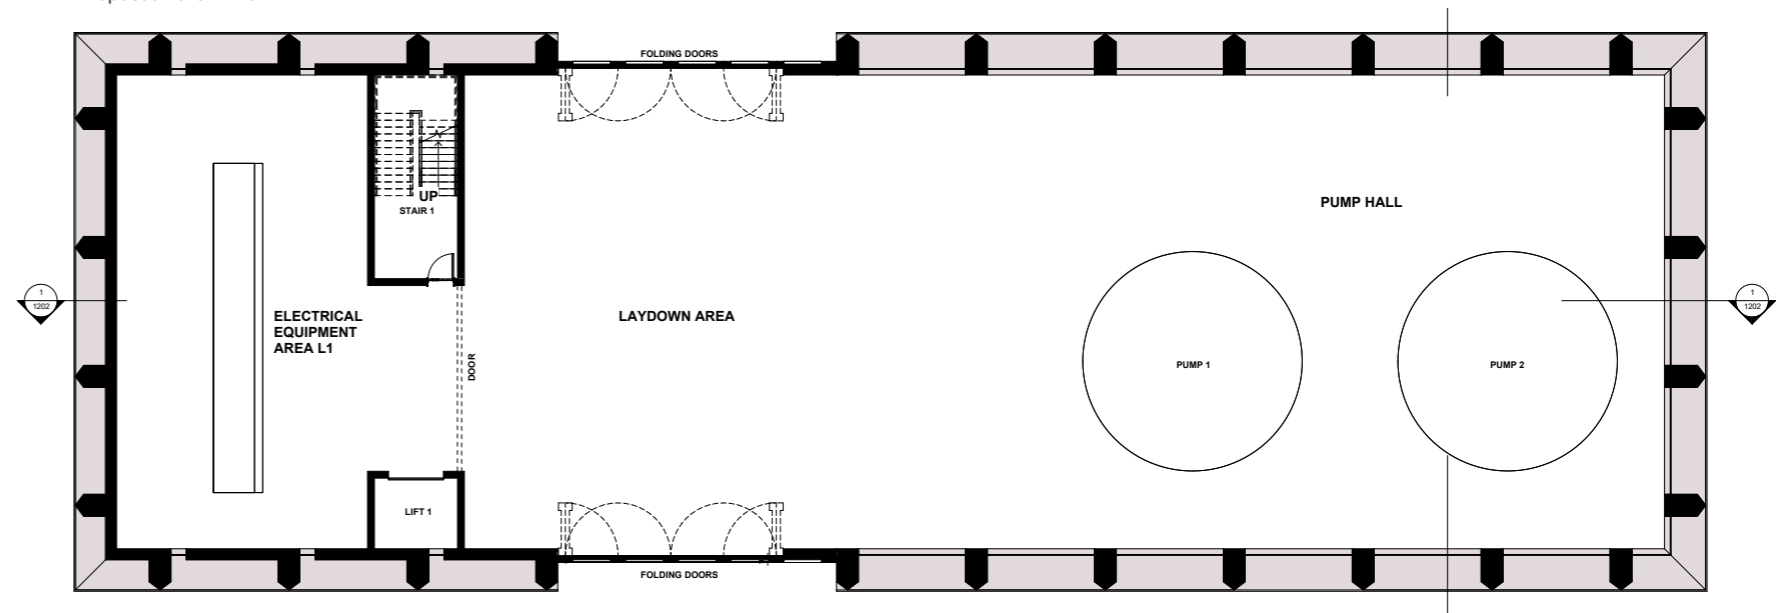 FOLDING DOORS
UP
STAIR 1
PUMP HALL
1
1202
1
1202
ELECTRICAL
EQUIPMENT
AREA L1
LAYDOWN AREA
DOOR
PUMP 1
PUMP 2
LIFT 1
FOLDING DOORS